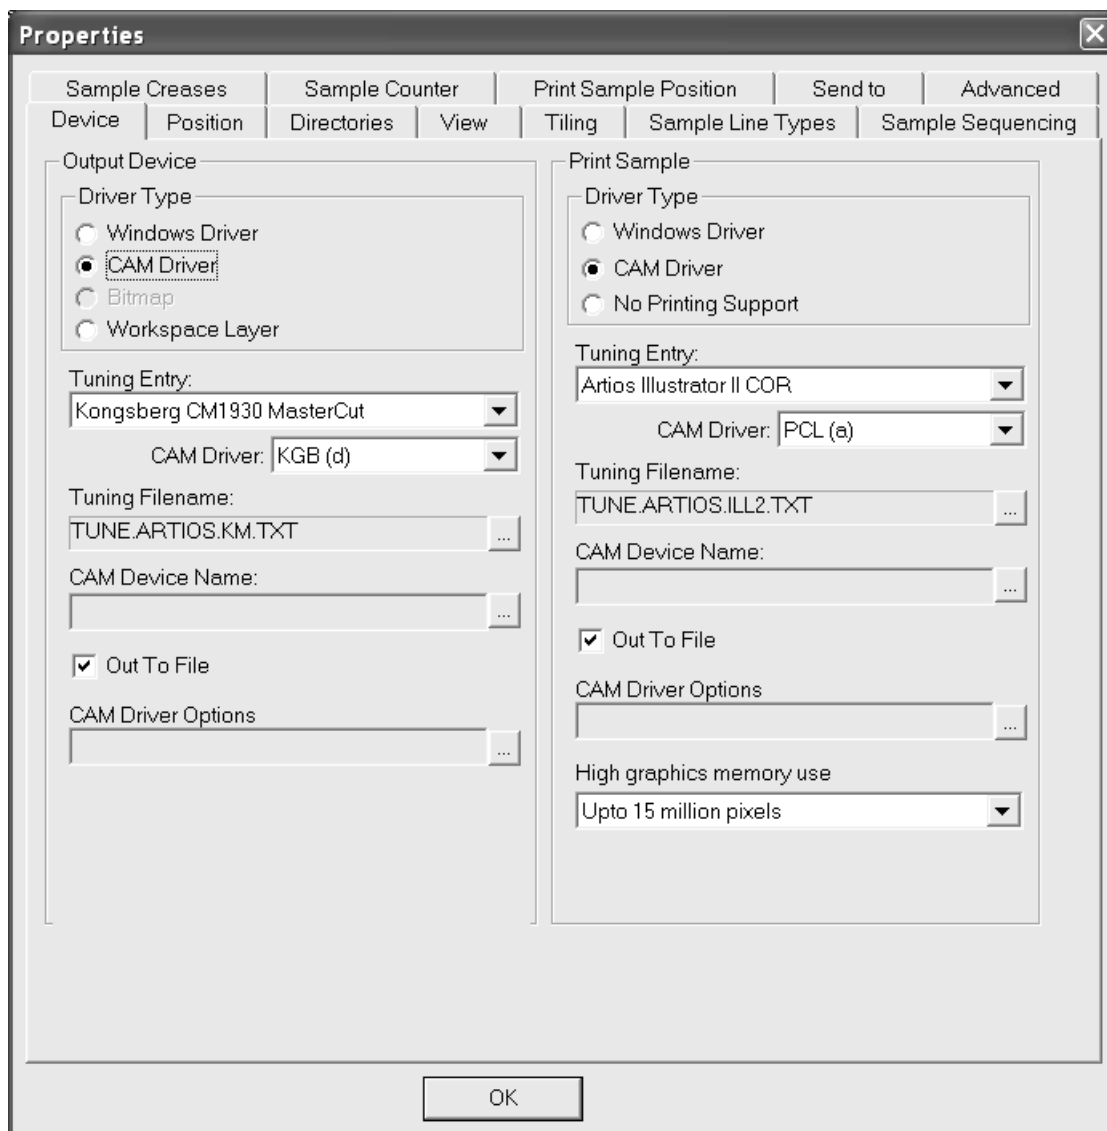 Properties
Sample Creases
Sample Counter
Print Sample Position
Send to
Advanced
Device
Position
Directories
View
Tiling
Sample Line Types
Sample Sequencing
Output Device
Driver Type
Windows Driver
CAM Driver
Bitmap
Workspace Layer
Tuning Entry:
Kongsberg CM1930 MasterCut
CAM Driver: KGB (d)
Tuning Filename:
TUNE.ARTIOS.KM.TXT
...
CAM Device Name:
...
Out To File
CAM Driver Options
...
Print Sample
Driver Type
Windows Driver
CAM Driver
No Printing Support
Tuning Entry:
Artios Illustrator II COR
CAM Driver: PCL (a)
Tuning Filename:
TUNE.ARTIOS.ILL2.TXT
...
CAM Device Name:
...
Out To File
CAM Driver Options
...
High graphics memory use
Upto 15 million pixels
OK